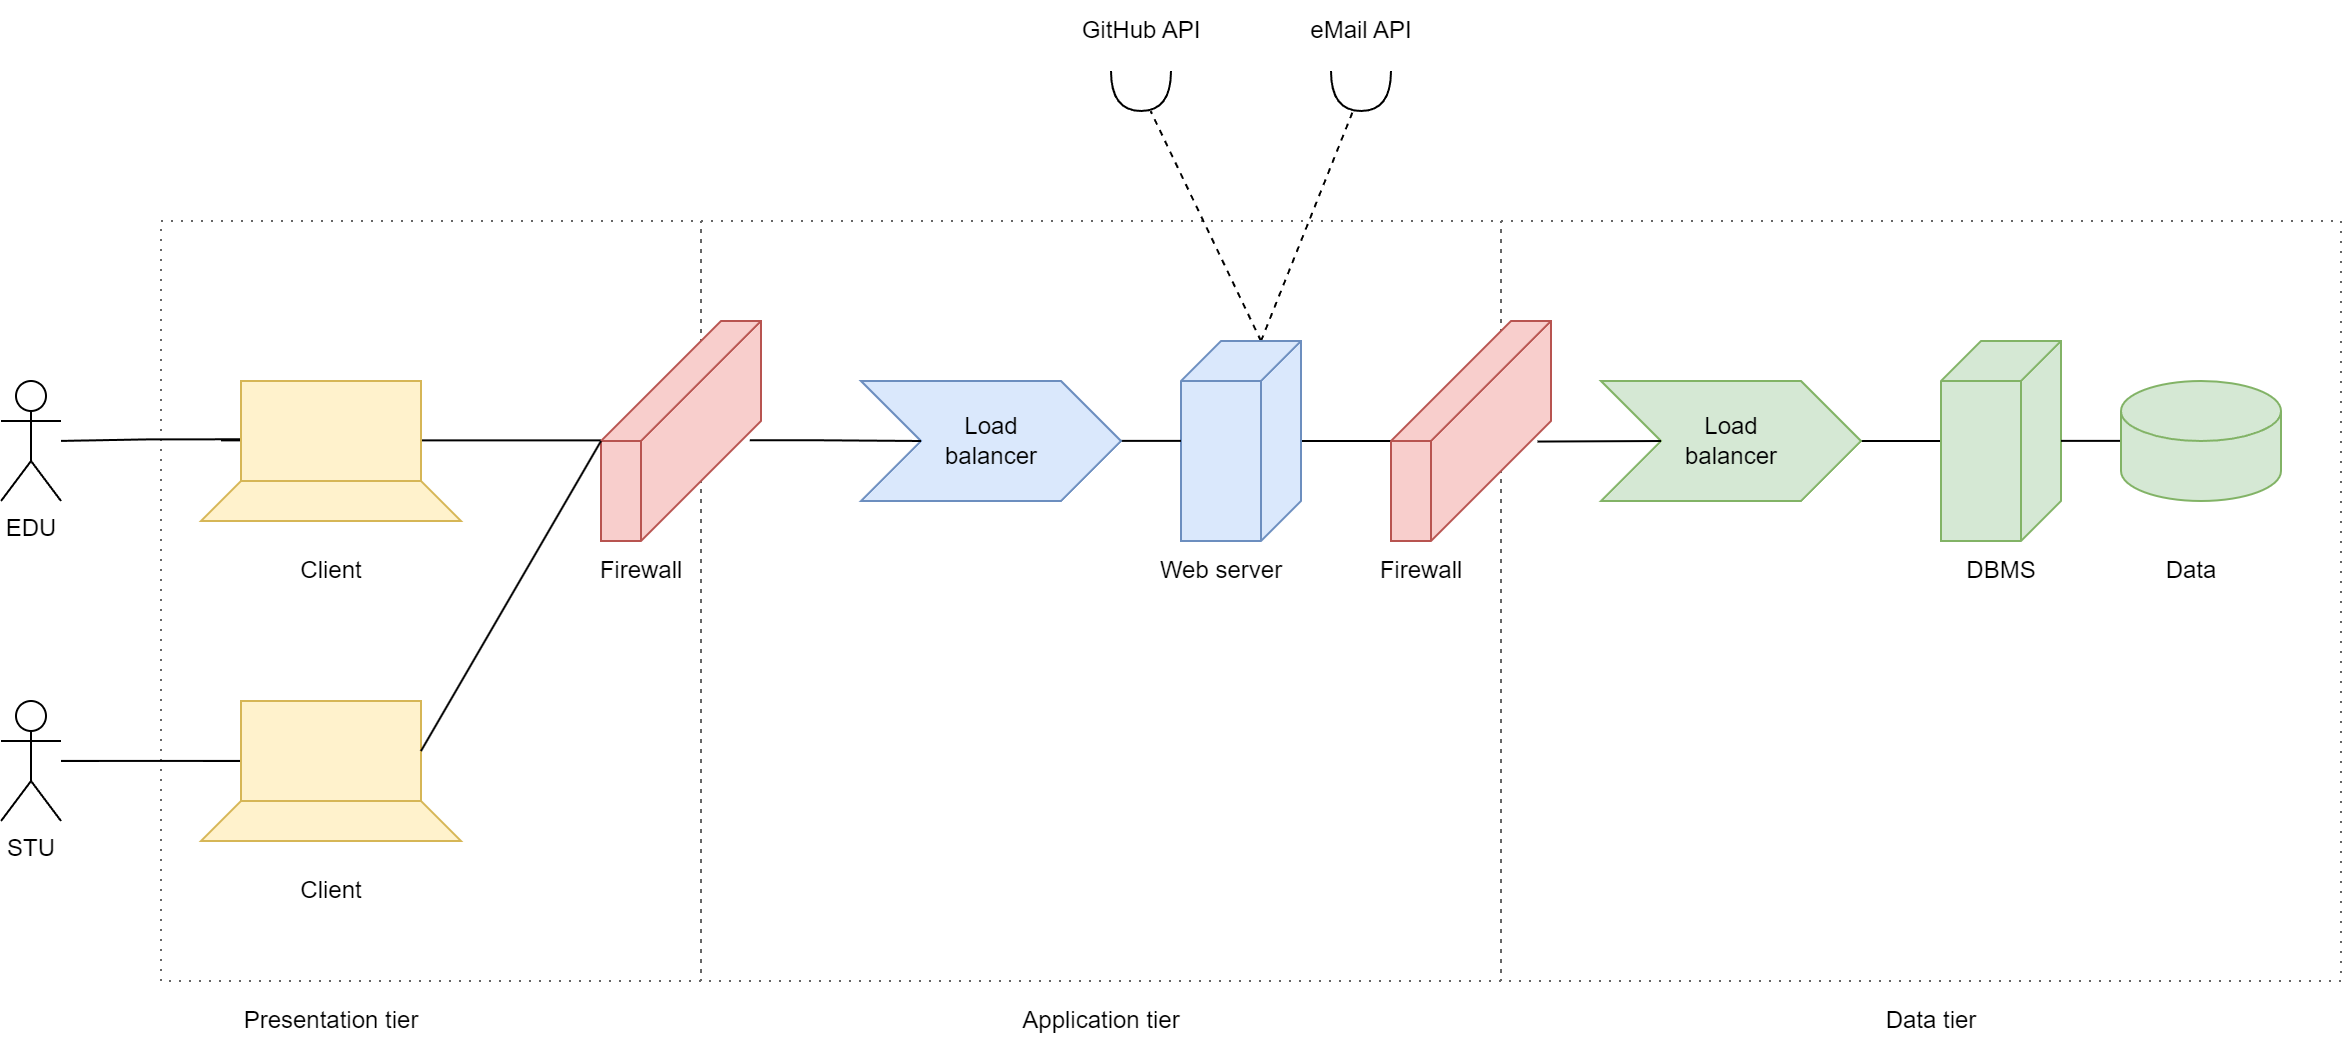 GitHub API
eMail API
Load
balancer
Load
balancer
EDU
Client
Firewall
Web server
Firewall
DBMS
Data
STU
Client
Presentation tier
Application tier
Data tier